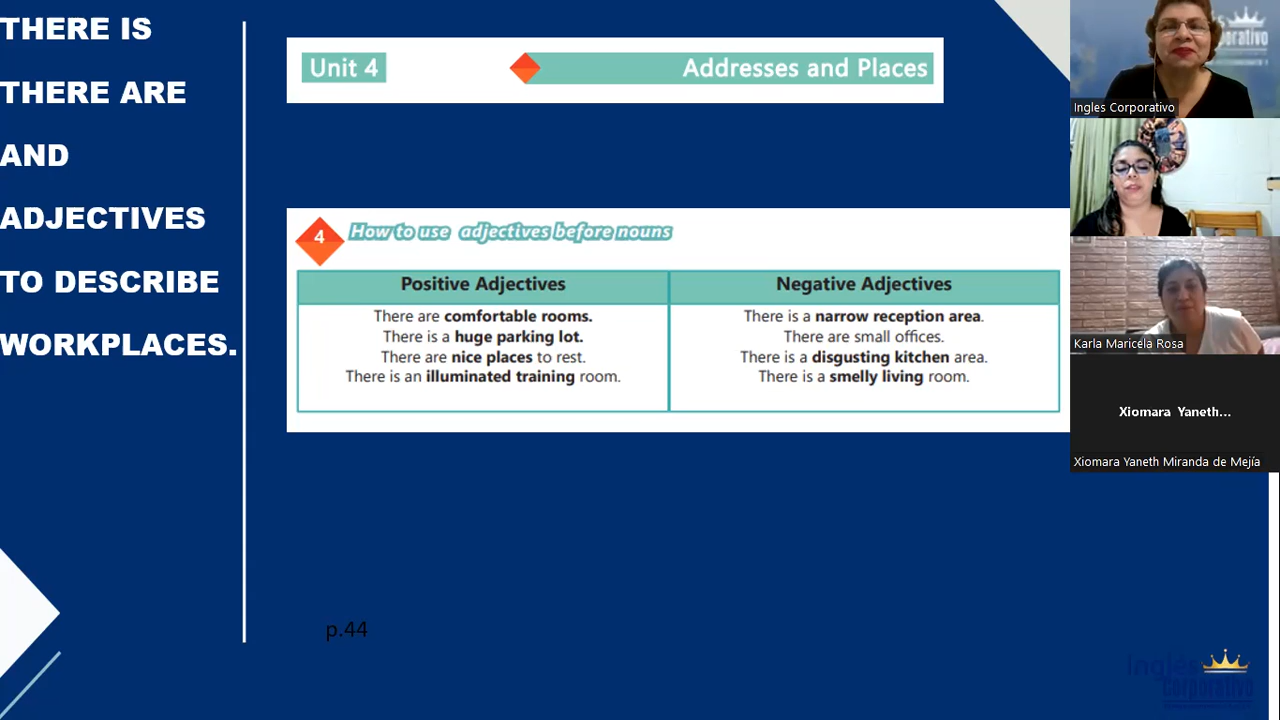 THERE IS
THERE ARE
AND
ADJECTIVES
TO DESCRIBE
WORKPLACES.
Unit 4
Addresses and Places
4
How to use adjectives before nouns
Positive Adjectives
There are comfortable rooms.
There is a huge parking lot.
There are nice places to rest.
There is an illuminated training room.
Negative Adjectives
There is a narrow reception area.
There are small offices.
There is a disgusting kitchen area.
There is a smelly living room.
p.44
Ingles Corporativo
Karla Maricela Rosa
Xiomara Yaneth...
Xiomara Yaneth Miranda de Mejía
Inglés
Corporativo